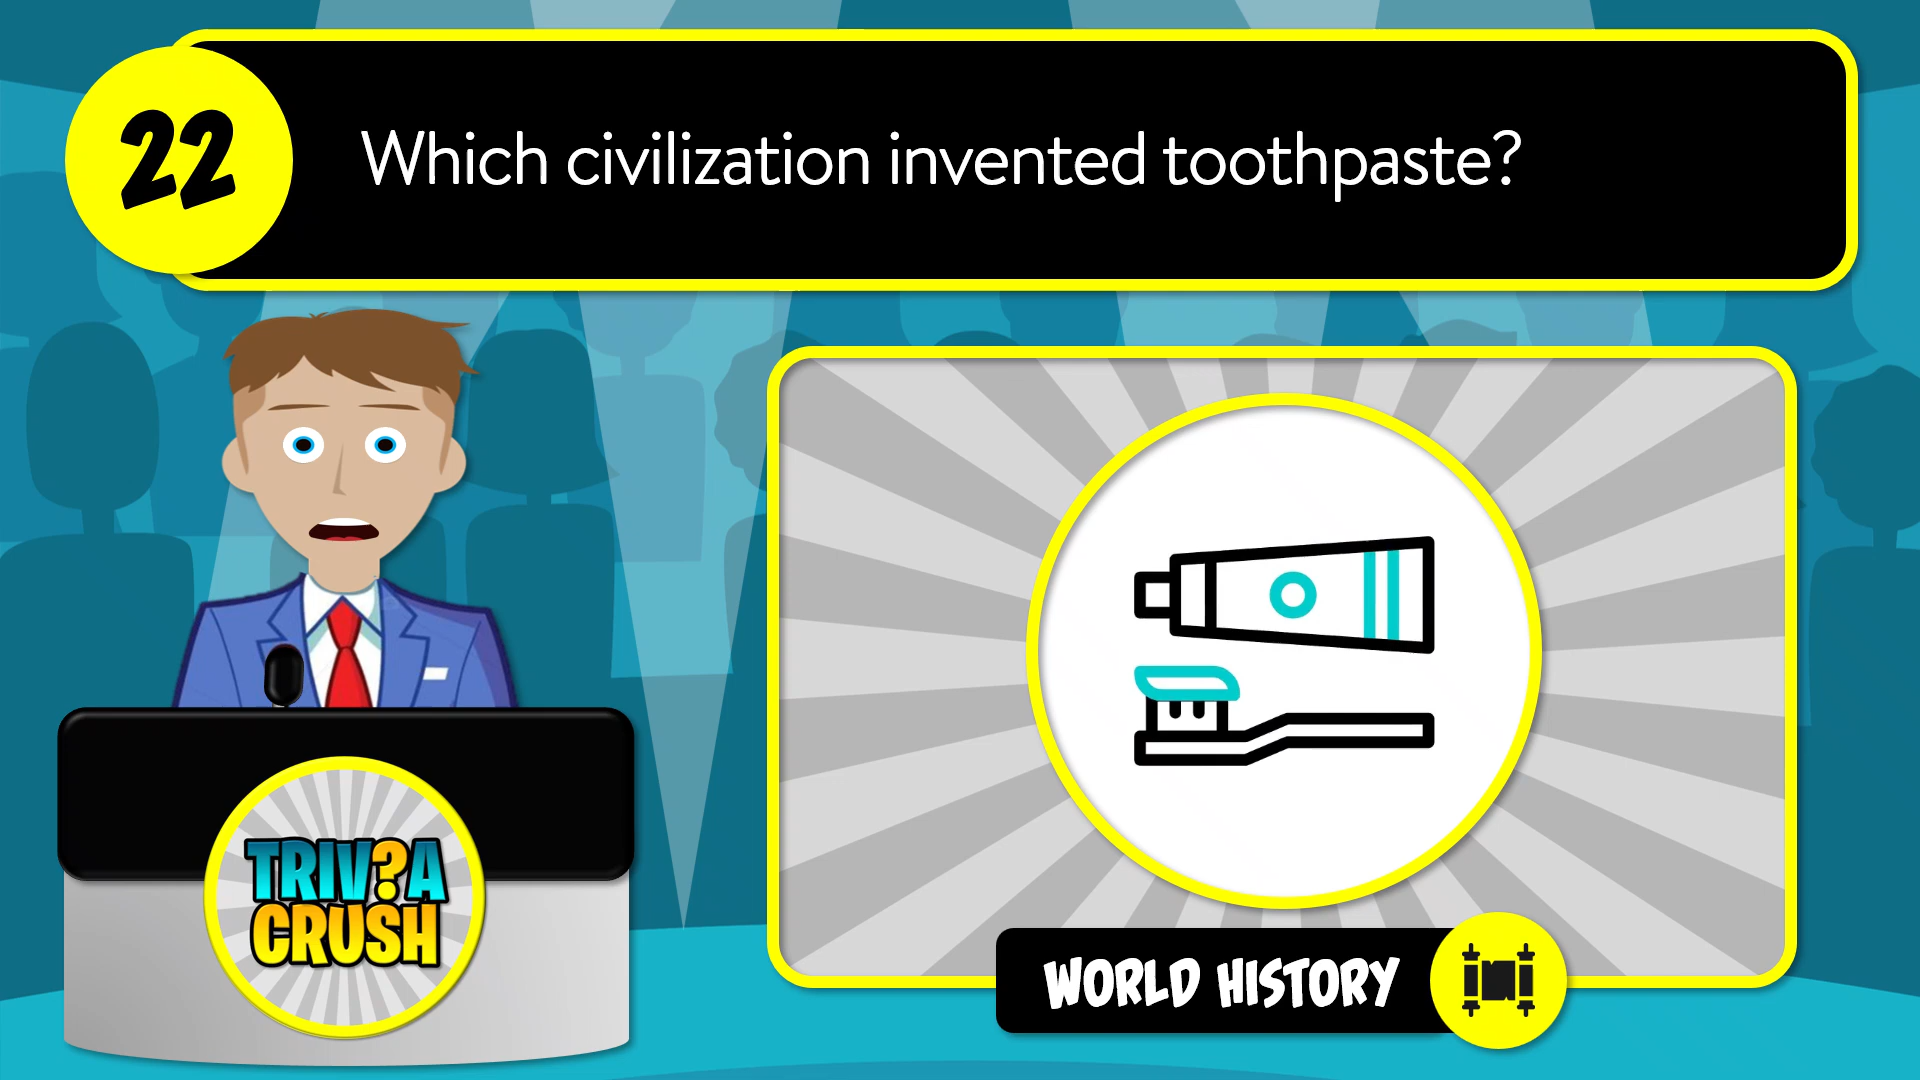 22
Which civilization invented toothpaste?
TRIV?A
CRUSH
WORLD HISTORY